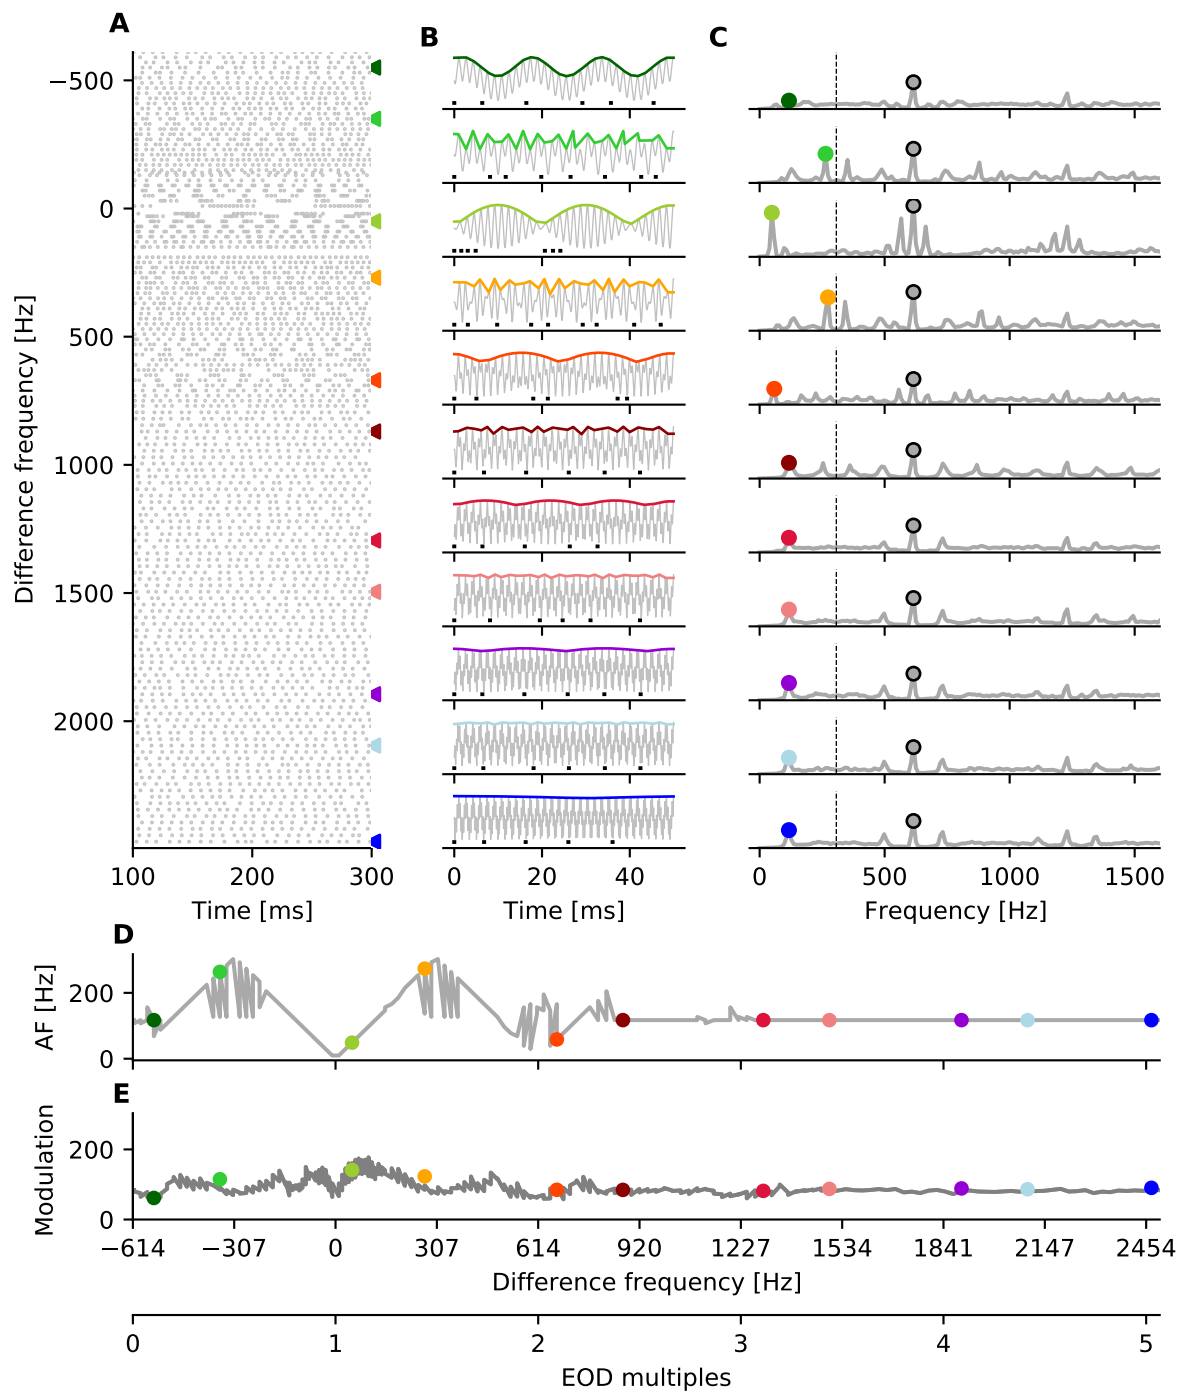 A
B
C
−500
0
500
1000
1500
2000
Difference frequency [Hz]
100 200 300
Time [ms]
0 20 40
Time [ms]
0 500 1000 1500
Frequency [Hz]
D
200
0
AF [Hz]
E
200
0
Modulation
−614 −307 0 307 614 920 1227 1534 1841 2147 2454
Difference frequency [Hz]
0 1 2 3 4 5
EOD multiples